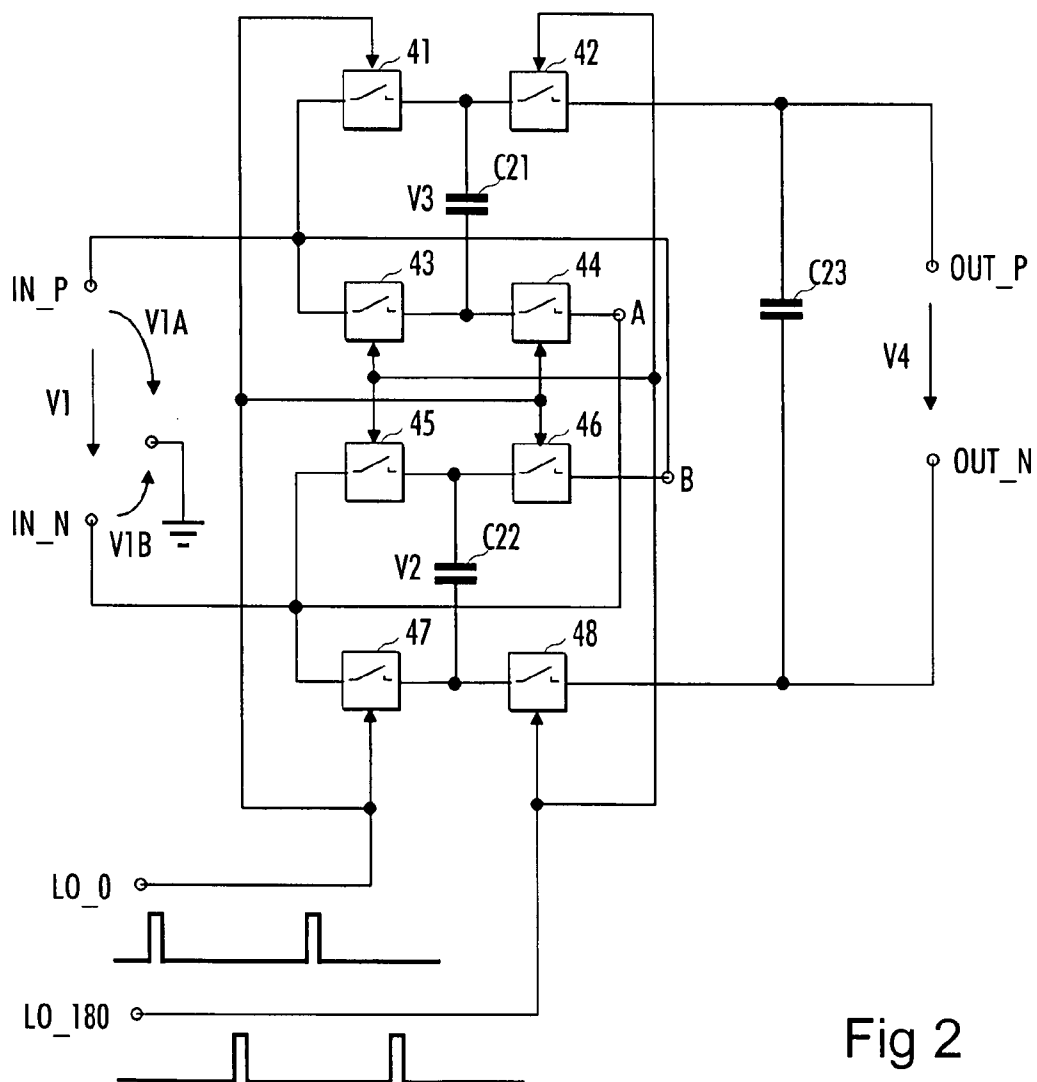 41
42
C21
V3
43
44
IN_P
OUT_P
C23
V1A
A
V1
V4
45
46
B
OUT_N
IN_N
V1B
C22
V2
47
48
LO_0
LO_180
Fig 2